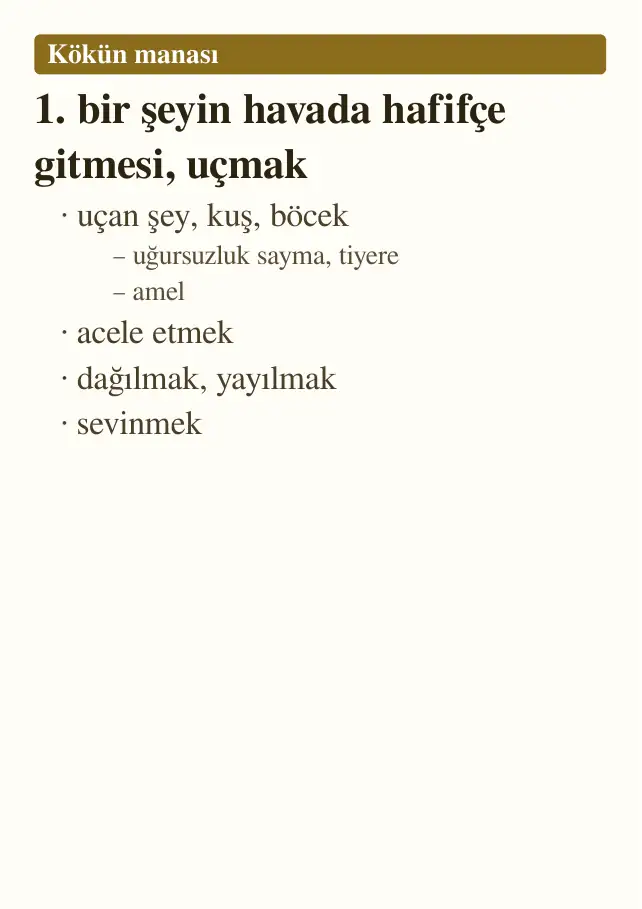 Kökün manası
1. bir şeyin havada hafifçe
gitmesi, uçmak
· uçan şey, kuş, böcek
– uğursuzluk sayma, tiyere
– amel
· acele etmek
· dağılmak, yayılmak
· sevinmek